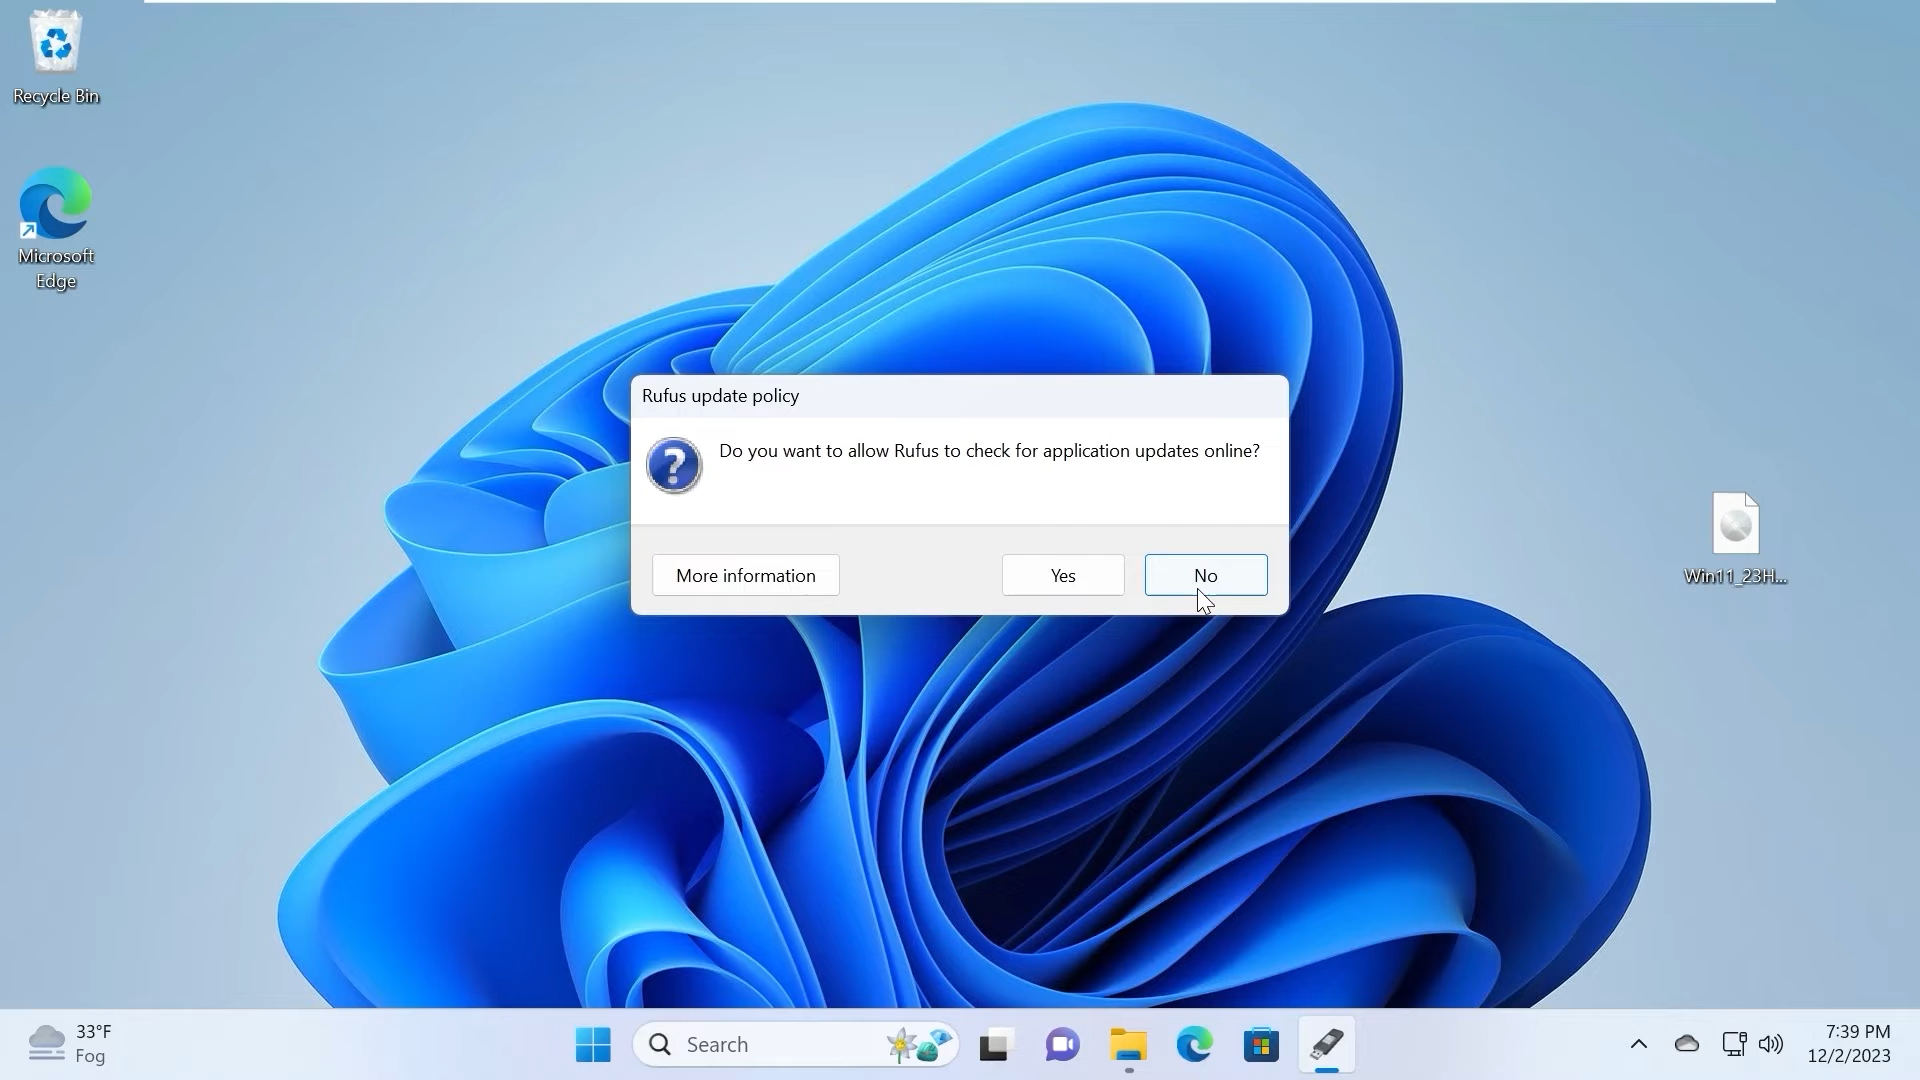 Recycle Bin
Microsoft
Edge
Rufus update policy
?
Do you want to allow Rufus to check for application updates online?
More information
Yes
No
Win11_23H...
33°F
Fog
Search
7:39 PM
12/2/2023